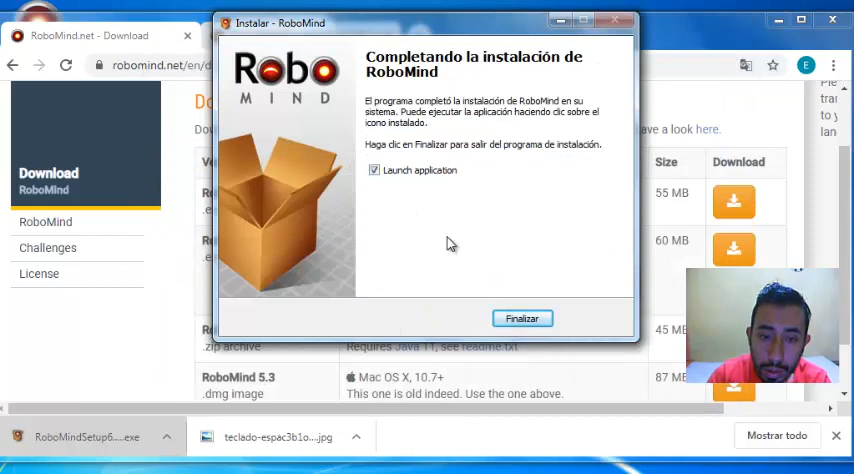 Instalar - RoboMind
RoboMind.net - Download
robomind.net/en/d
E
Completando la instalación de
RoboMind
Robo
MIND
El programa completó la instalación de RoboMind en su
sistema. Puede ejecutar la aplicación haciendo clic sobre el
icono instalado.
Haga clic en Finalizar para salir del programa de instalación.
Launch application
Finalizar
Download
RoboMind
RoboMind
Challenges
License
ave a look here.
Size
Download
55 MB
60 MB
45 MB
.zip archive
Requires Java 11, see readme.txt
RoboMind 5.3
Mac OS X, 10.7+
87 MB
.dmg image
This one is old indeed. Use the one above.
tran
to y
lan
RoboMindSetup6....exe
teclado-espac3b1o....jpg
Mostrar todo